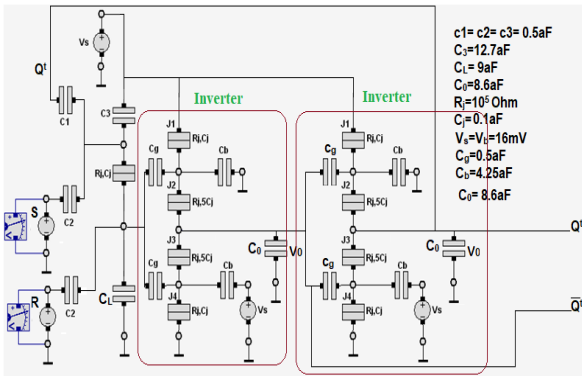 Vs
Qᵗ
C1
C3
Rj,Cj
S
C2
R
C2
CL
Inverter
J1
Rj,Cj
Cg
Cb
J2
Rj,5Cj
J3
Rj,5Cj
Cg
Cb
J4
Rj,Cj
Vs
C₀
V₀
Inverter
J1
Rj,Cj
Cg
Cb
J2
Rj,5Cj
J3
Rj,5Cj
cg
Cb
J4
Rj,Cj
Vs
C₀
V₀
c1= c2= c3= 0.5aF
C₃=12.7aF
CL= 9aF
C₀=8.6aF
Rj=10⁵ Ohm
Cj=0.1aF
Vs=Vb=16mV
Cg=0.5aF
Cb=4.25aF
C₀= 8.6aF
Qᵗ
Q̅ᵗ